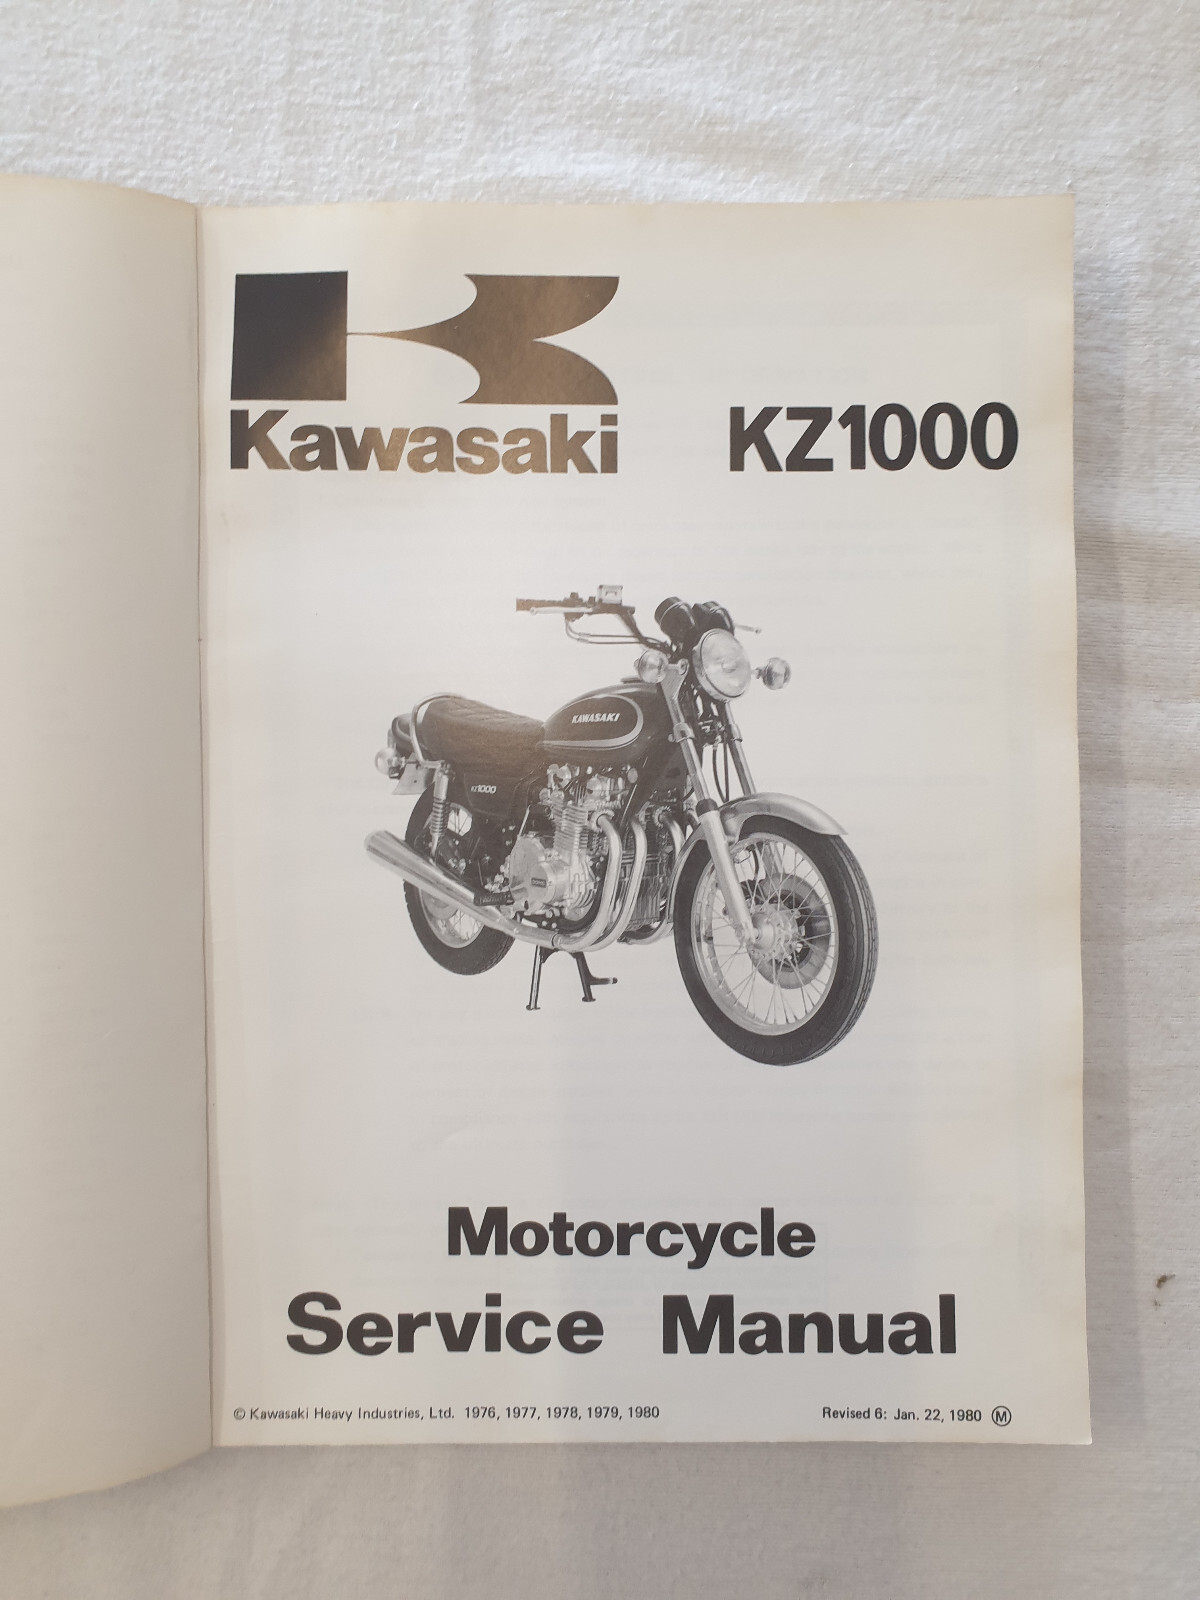 Kawasaki
KZ1000
KAWASAKI
KZ1000
Motorcycle
Service Manual
© Kawasaki Heavy Industries, Ltd. 1976, 1977, 1978, 1979, 1980
Revised 6: Jan. 22, 1980 Ⓜ